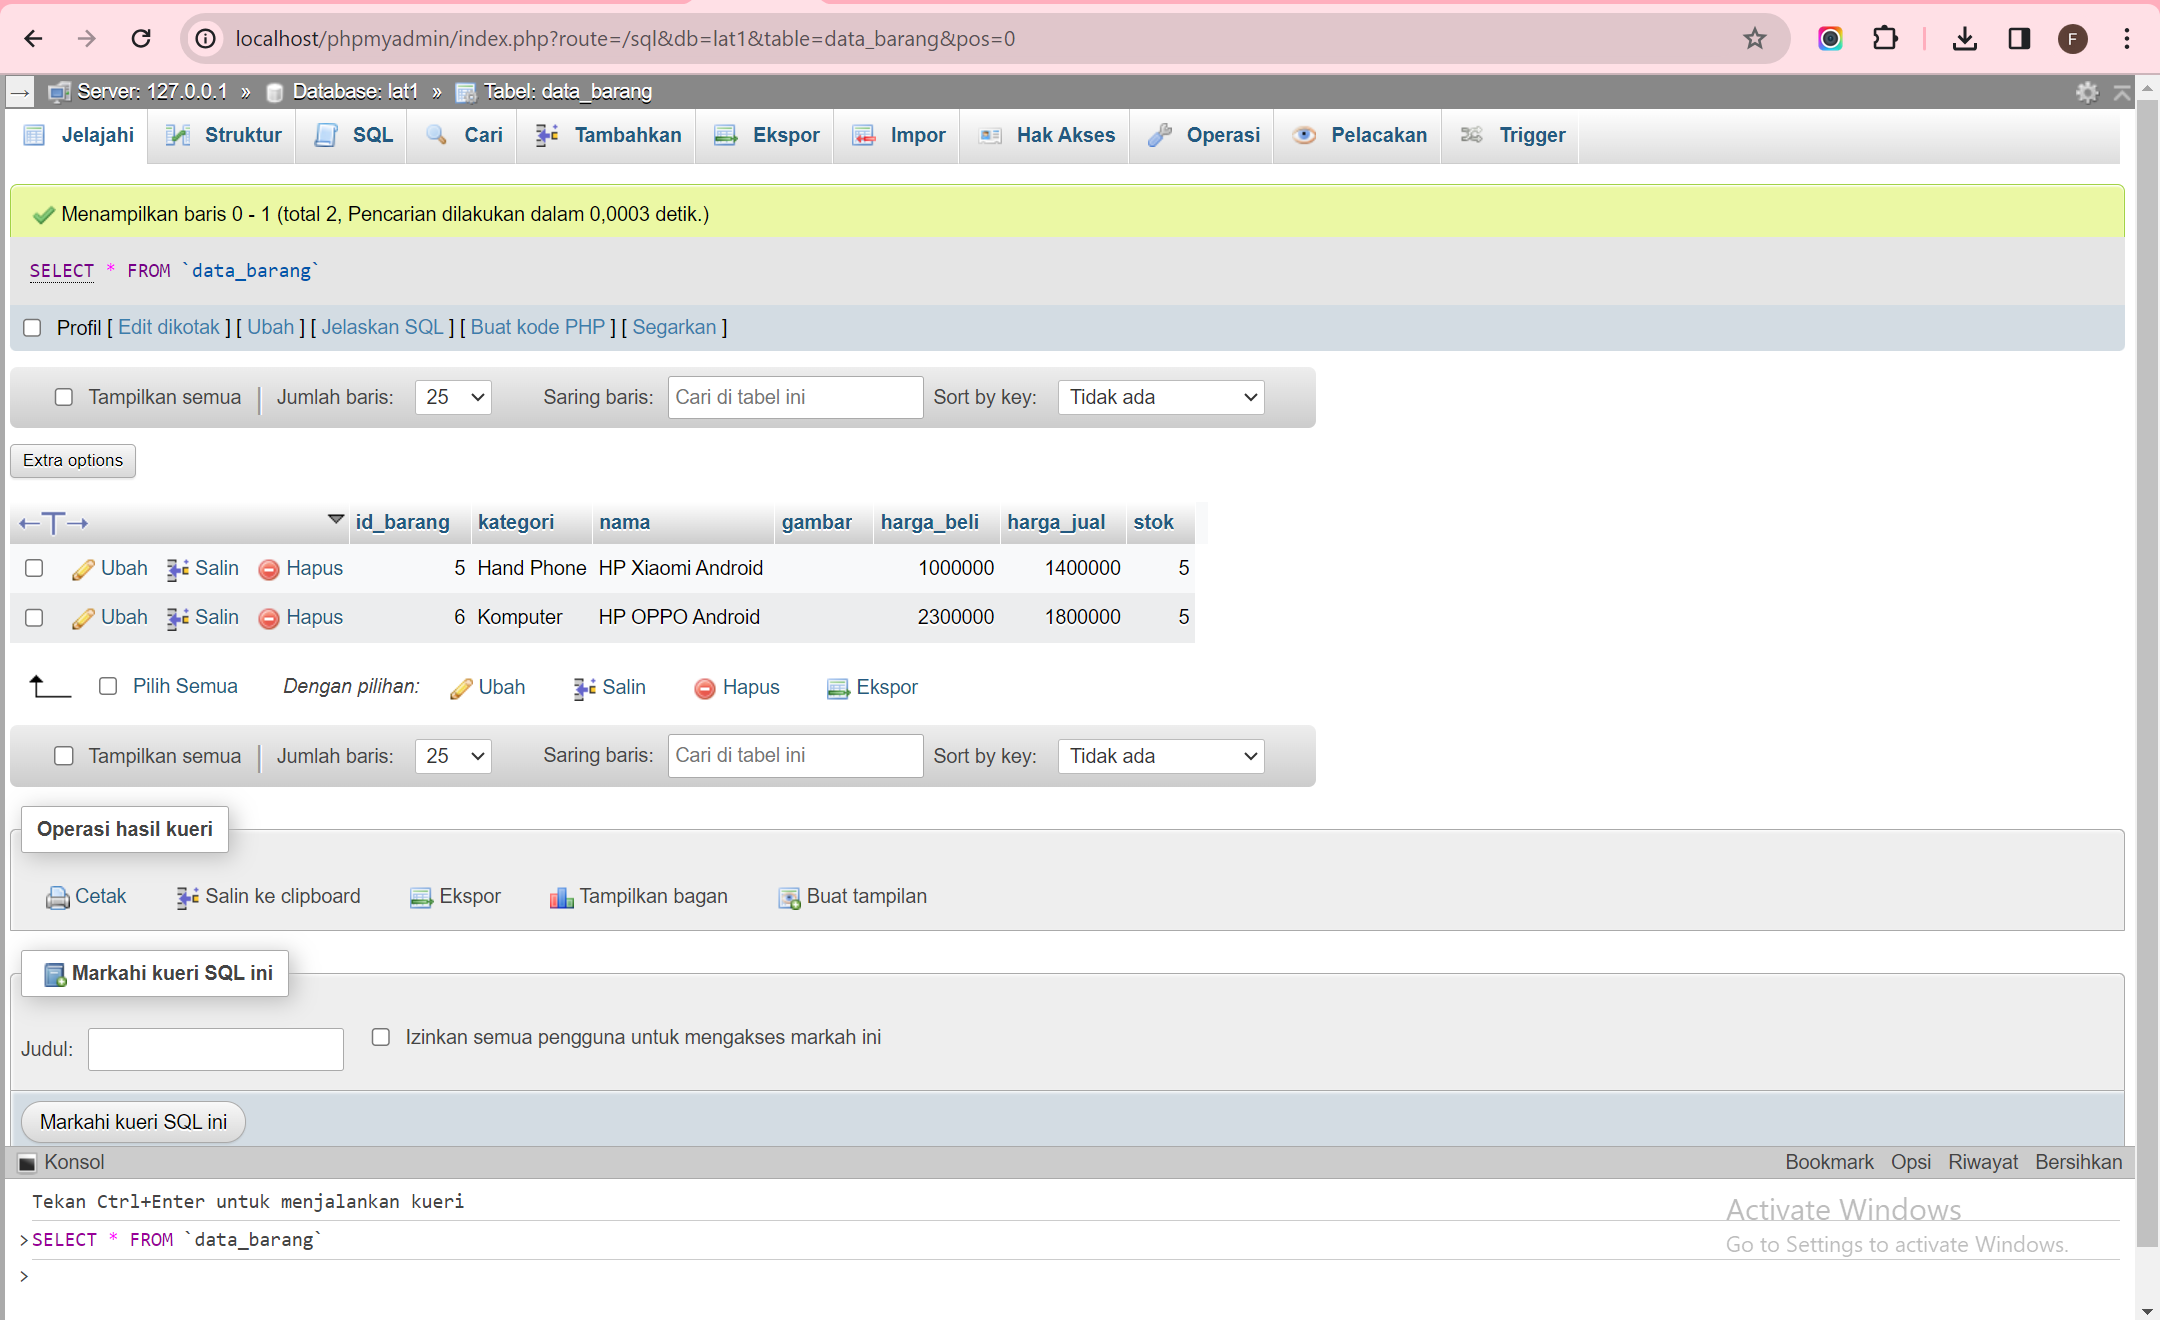 localhost/phpmyadmin/index.php?route=/sql&db=lat1&table=data_barang&pos=0
F
Server: 127.0.0.1 » Database: lat1 » Tabel: data_barang
Jelajahi Struktur SQL Cari Tambahkan Ekspor Impor Hak Akses Operasi Pelacakan Trigger
Menampilkan baris 0 - 1 (total 2, Pencarian dilakukan dalam 0,0003 detik.)
SELECT * FROM `data_barang`
Profil [ Edit dikotak ] [ Ubah ] [ Jelaskan SQL ] [ Buat kode PHP ] [ Segarkan ]
Tampilkan semua | Jumlah baris: 25 Saring baris: Cari di tabel ini Sort by key: Tidak ada
Extra options
←T→ id_barang kategori nama gambar harga_beli harga_jual stok
Ubah Salin Hapus 5 Hand Phone HP Xiaomi Android 1000000 1400000 5
Ubah Salin Hapus 6 Komputer HP OPPO Android 2300000 1800000 5
Pilih Semua Dengan pilihan: Ubah Salin Hapus Ekspor
Tampilkan semua | Jumlah baris: 25 Saring baris: Cari di tabel ini Sort by key: Tidak ada
Operasi hasil kueri
Cetak Salin ke clipboard Ekspor Tampilkan bagan Buat tampilan
Markahi kueri SQL ini
Judul: Izinkan semua pengguna untuk mengakses markah ini
Markahi kueri SQL ini
Konsol Bookmark Opsi Riwayat Bersihkan
Tekan Ctrl+Enter untuk menjalankan kueri
>SELECT * FROM `data_barang`
>
Activate Windows
Go to Settings to activate Windows.